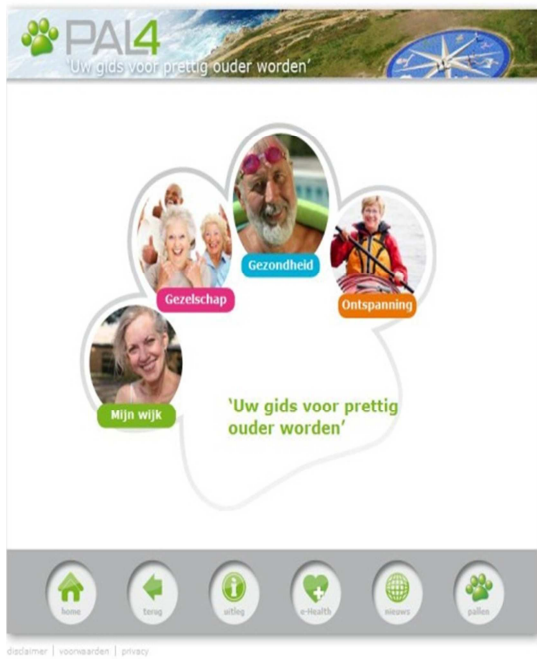 PAL4
'Uw gids voor prettig ouder worden'
Gezondheid
Gezelschap
Ontspanning
Mijn wijk
'Uw gids voor prettig
ouder worden'
home
terug
uitleg
e-Health
nieuws
pallen
disclaimer | voorwaarden | privacy